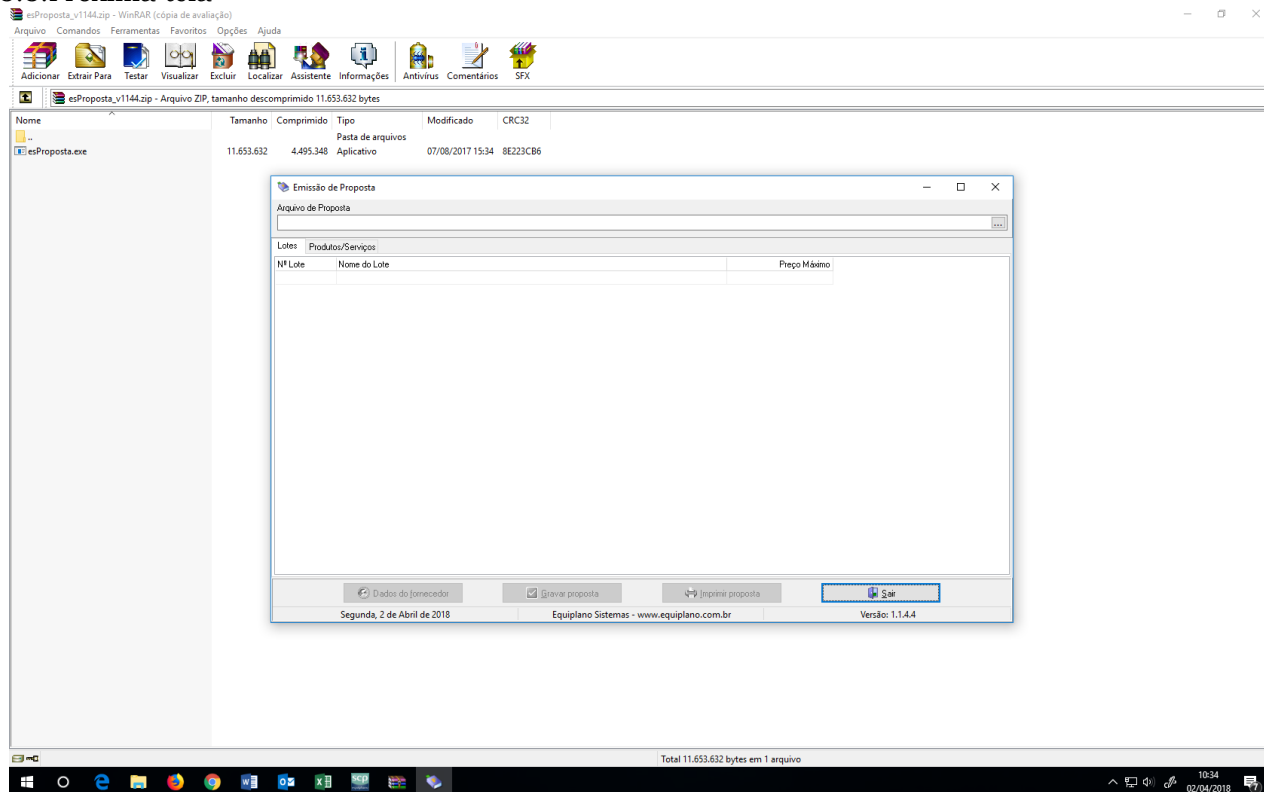 esProposta_v1144.zip - WinRAR (cópia de avaliação)
Arquivo Comandos Ferramentas Favoritos Opções Ajuda
Adicionar Extrair Para Testar Visualizar Excluir Localizar Assistente Informações Antivírus Comentários SFX
esProposta_v1144.zip - Arquivo ZIP, tamanho descomprimido 11.653.632 bytes
Nome Tamanho Comprimido Tipo Modificado CRC32
.. Pasta de arquivos
esProposta.exe 11.653.632 4.495.348 Aplicativo 07/08/2017 15:34 8E223CB6
Emissão de Proposta
Arquivo de Proposta
...
Lotes Produtos/Serviços
Nº Lote Nome do Lote Preço Máximo
Dados do fornecedor Gravar proposta Imprimir proposta Sair
Segunda, 2 de Abril de 2018 Equiplano Sistemas - www.equiplano.com.br Versão: 1.1.4.4
Total 11.653.632 bytes em 1 arquivo
scp
10:34
02/04/2018
7